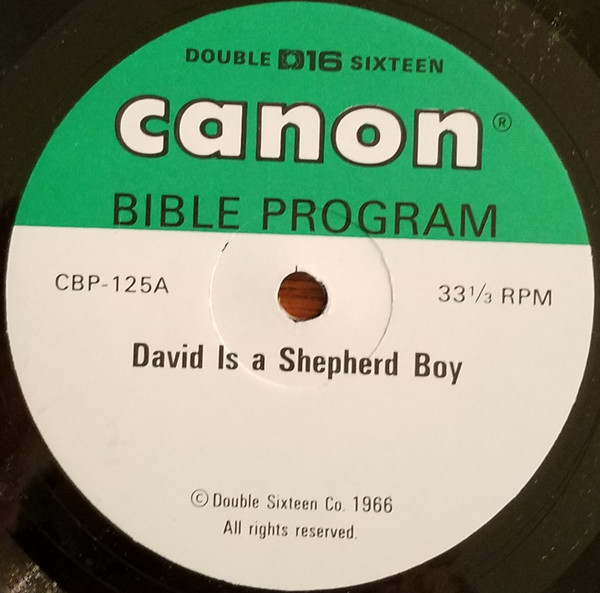 DOUBLE D16 SIXTEEN
canon®
BIBLE PROGRAM
CBP-125A
33⅓ RPM
David Is a Shepherd Boy
© Double Sixteen Co. 1966
All rights reserved.